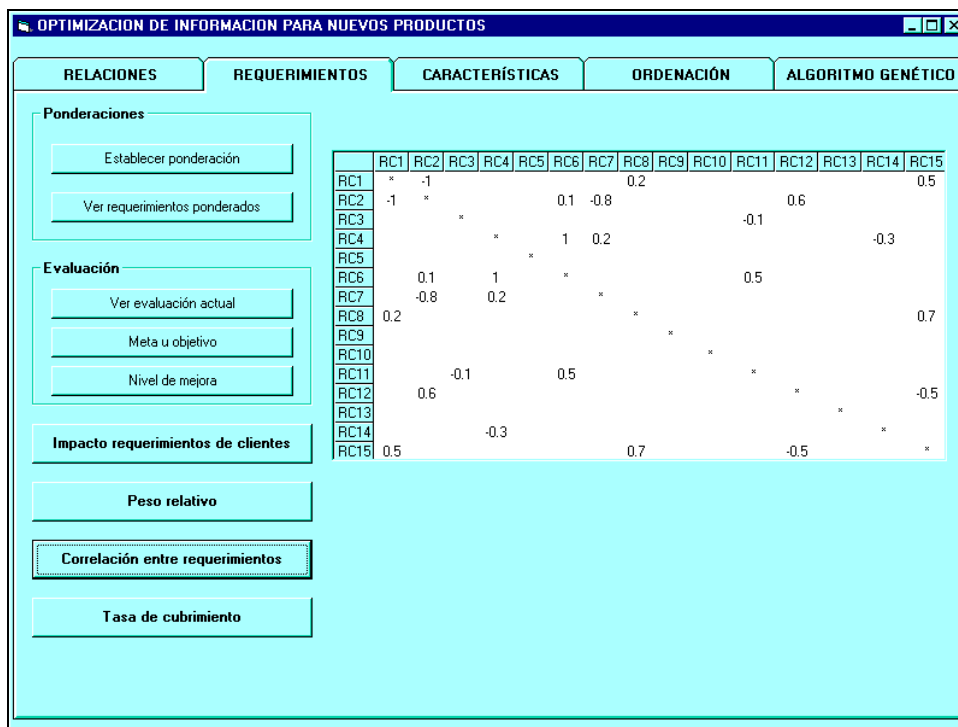 OPTIMIZACION DE INFORMACION PARA NUEVOS PRODUCTOS
RELACIONES REQUERIMIENTOS CARACTERÍSTICAS ORDENACIÓN ALGORITMO GENÉTICO
Ponderaciones
Establecer ponderación
Ver requerimientos ponderados
Evaluación
Ver evaluación actual
Meta u objetivo
Nivel de mejora
Impacto requerimientos de clientes
Peso relativo
Correlación entre requerimientos
Tasa de cubrimiento
RC1 RC2 RC3 RC4 RC5 RC6 RC7 RC8 RC9 RC10 RC11 RC12 RC13 RC14 RC15
RC1 * -1 0.2 0.5
RC2 -1 * 0.1 -0.8 0.6
RC3 * -0.1
RC4 * 1 0.2 -0.3
RC5 *
RC6 0.1 1 * 0.5
RC7 -0.8 0.2 *
RC8 0.2 * 0.7
RC9 *
RC10 *
RC11 -0.1 0.5 *
RC12 0.6 * -0.5
RC13 *
RC14 -0.3 *
RC15 0.5 0.7 -0.5 *